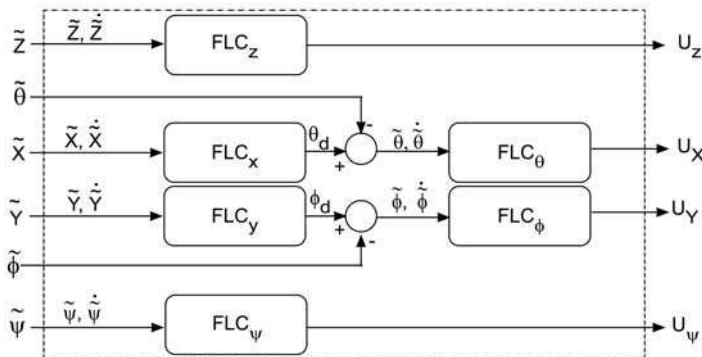 Z̃ Z̃, Z̃̇ FLC_z U_z
θ̃ -
X̃ X̃, X̃̇ FLC_x θ_d + θ̃, θ̃̇ FLC_θ U_X
Ỹ Ỹ, Ỹ̇ FLC_y ϕ_d + ϕ̃, ϕ̃̇ FLC_ϕ U_Y
ϕ̃ -
ψ̃ ψ̃, ψ̃̇ FLC_ψ U_ψ